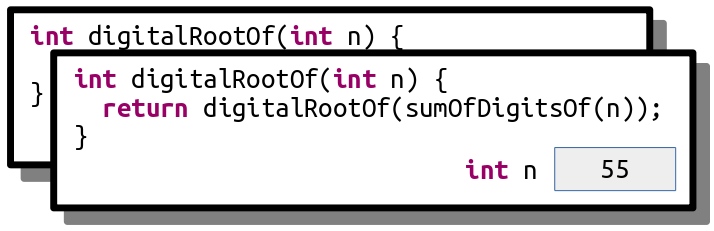 int digitalRootOf(int n) {
}
int digitalRootOf(int n) {
return digitalRootOf(sumOfDigitsOf(n));
}
int n 55